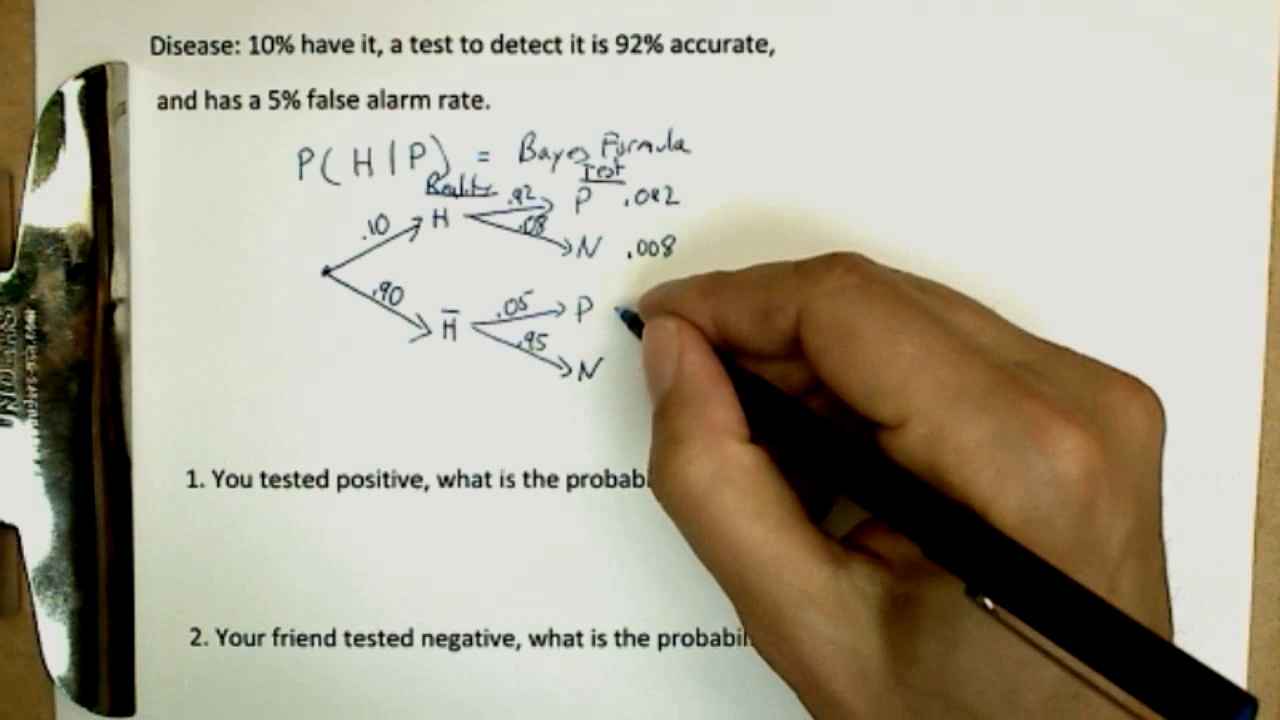 Disease: 10% have it, a test to detect it is 92% accurate,
and has a 5% false alarm rate.
P(H|P) = Bayes Formula
Reality Test
.10 H .92 P .092
.08 N .008
.90 H̅ .05 P
.95 N
1. You tested positive, what is the probabi
2. Your friend tested negative, what is the probabil